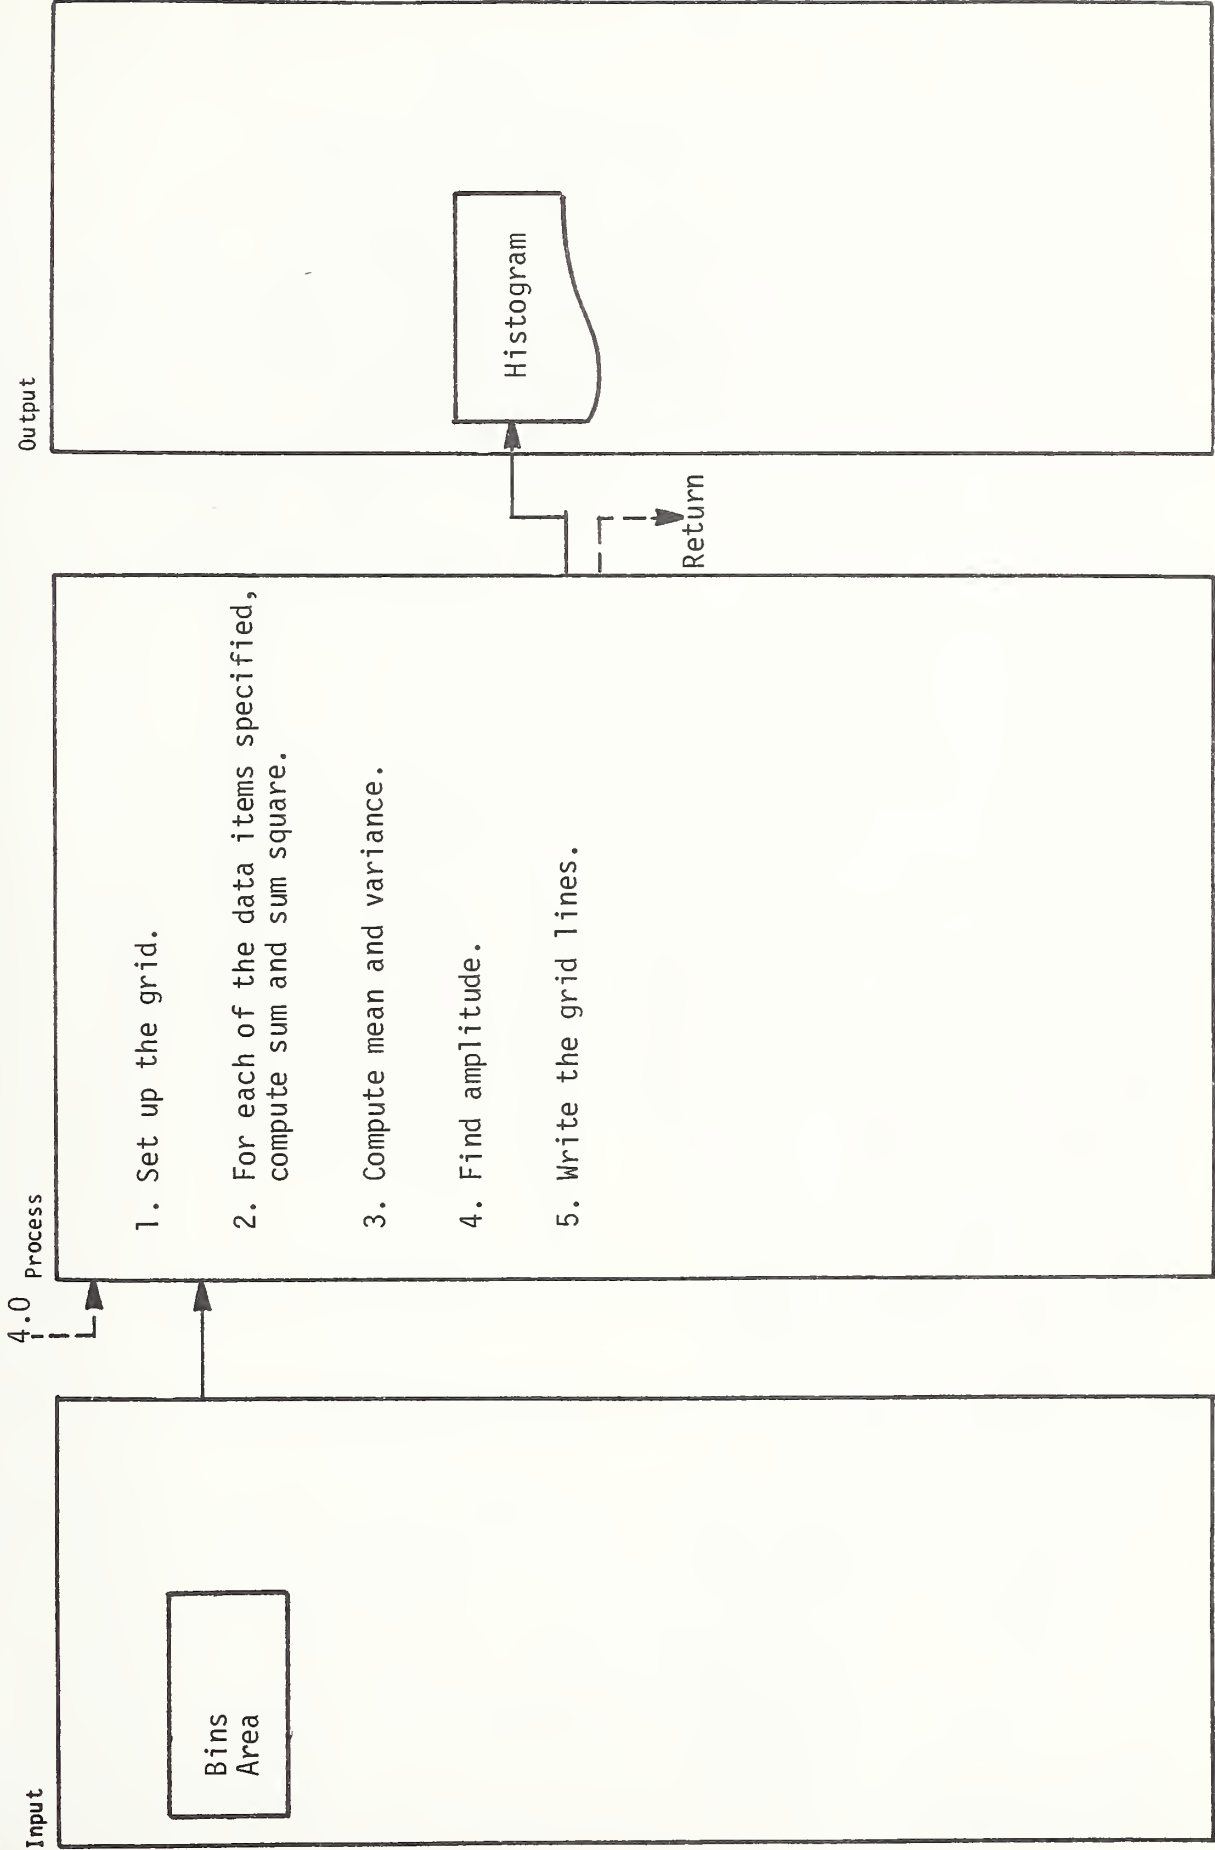 Input
Bins
Area
4.0
Process
1. Set up the grid.
2. For each of the data items specified,
compute sum and sum square.
3. Compute mean and variance.
4. Find amplitude.
5. Write the grid lines.
Return
Output
Histogram